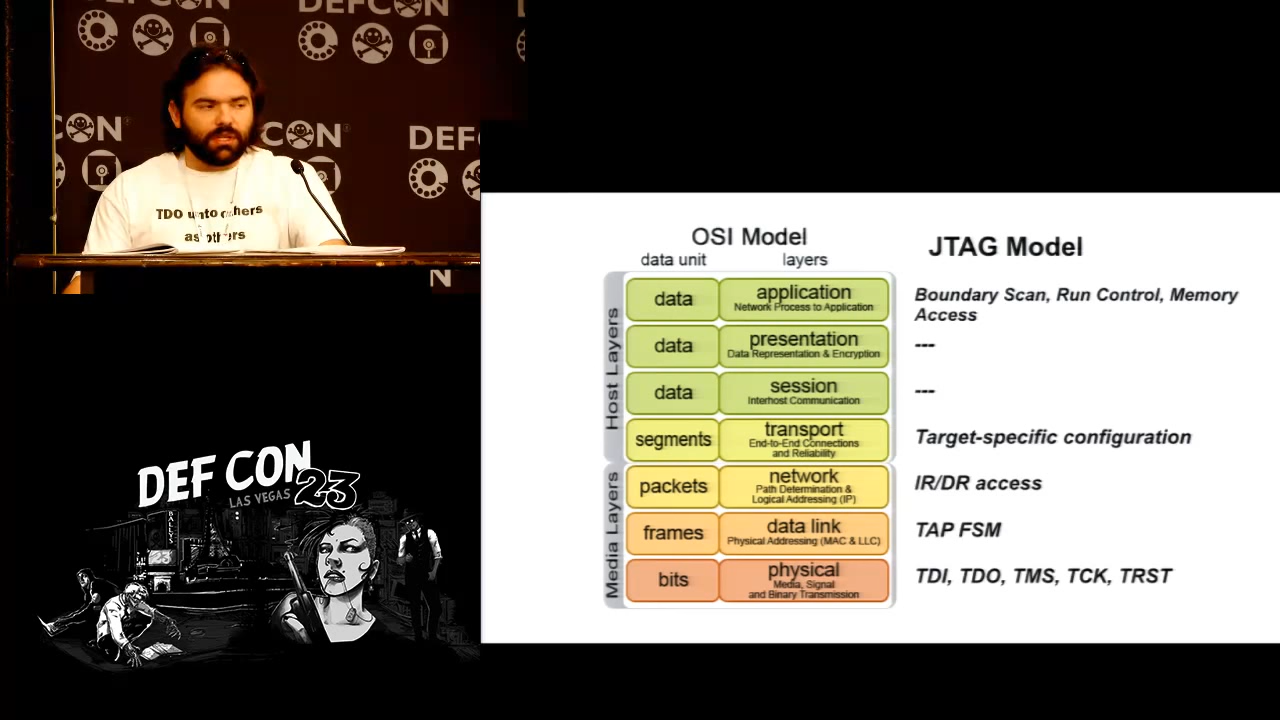 DEFCON
DEFCON
CON
CON
DEF
N
TDO unto others
as others
DEF CON 23
LAS VEGAS
OSI Model
data unit
layers
Host Layers
data
application
Network Process to Application
data
presentation
Data Representation & Encryption
data
session
Interhost Communication
segments
transport
End-to-End Connections
and Reliability
Media Layers
packets
network
Path Determination &
Logical Addressing (IP)
frames
data link
Physical Addressing (MAC & LLC)
bits
physical
Media, Signal
and Binary Transmission
JTAG Model
Boundary Scan, Run Control, Memory
Access
---
---
Target-specific configuration
IR/DR access
TAP FSM
TDI, TDO, TMS, TCK, TRST